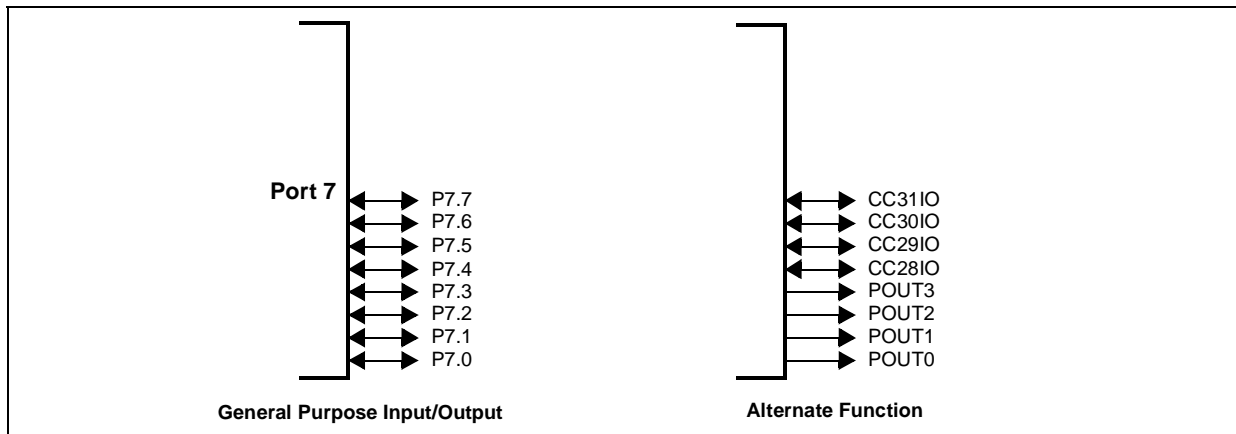 Port 7
P7.7
P7.6
P7.5
P7.4
P7.3
P7.2
P7.1
P7.0
General Purpose Input/Output
CC31IO
CC30IO
CC29IO
CC28IO
POUT3
POUT2
POUT1
POUT0
Alternate Function